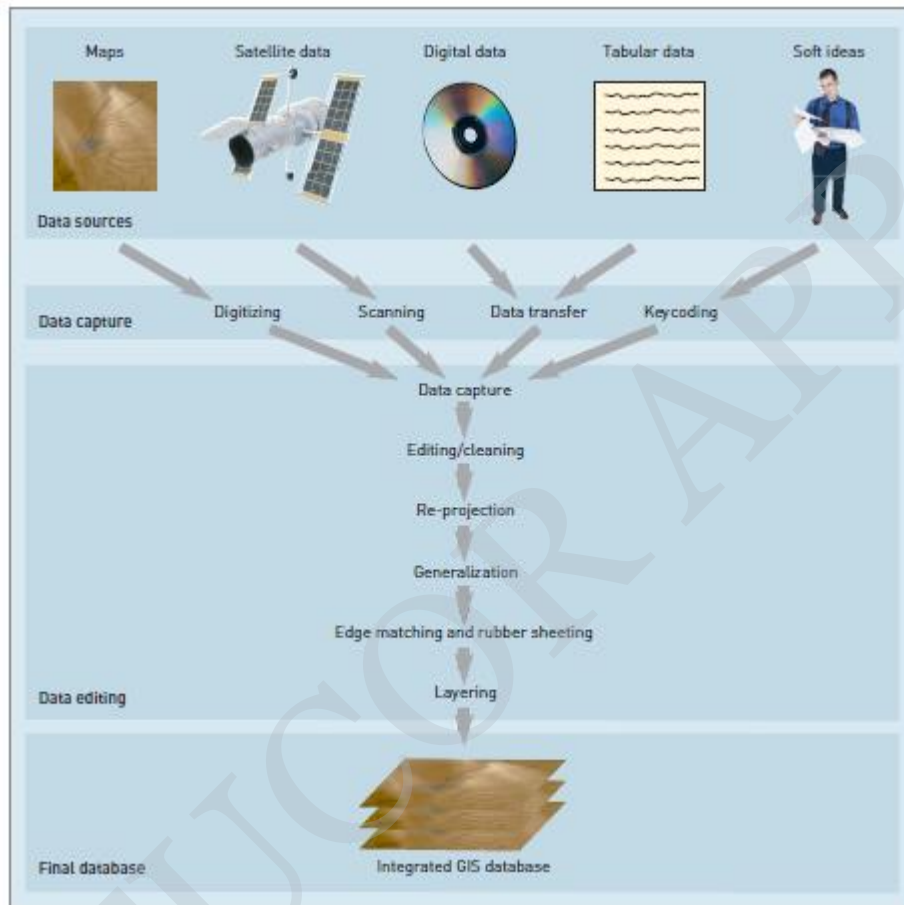 Maps Satellite data Digital data Tabular data Soft ideas
Data sources
Data capture Digitizing Scanning Data transfer Keycoding
Data capture
Editing/cleaning
Re-projection
Generalization
Edge matching and rubber sheeting
Layering
Data editing
Integrated GIS database
Final database
UCOR APP